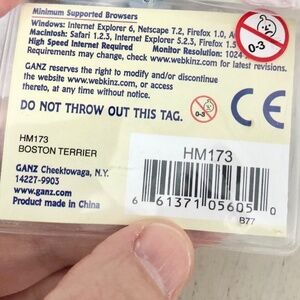 Minimum Supported Browsers
Windows: Internet Explorer 6, Netscape 7.2, Firefox 1.0,
Macintosh: Safari 1.2.3, Internet Explorer 5.2.3, Firefox 1.5
High Speed Internet Required Monitor Resolution: 1024
Requirements may change, check www.webkinz.com for latest revisions.
0-3
GANZ reserves the right to modify and/or discontinue
the website www.webkinz.com, or access
thereto, at any time without notice.
DO NOT THROW OUT THIS TAG.
0-3
CE
HM173
BOSTON TERRIER
GANZ Cheektowaga, N.Y.
14227-9903
www.ganz.com
Product made in China
HM173
6 61371 05605 0
B77